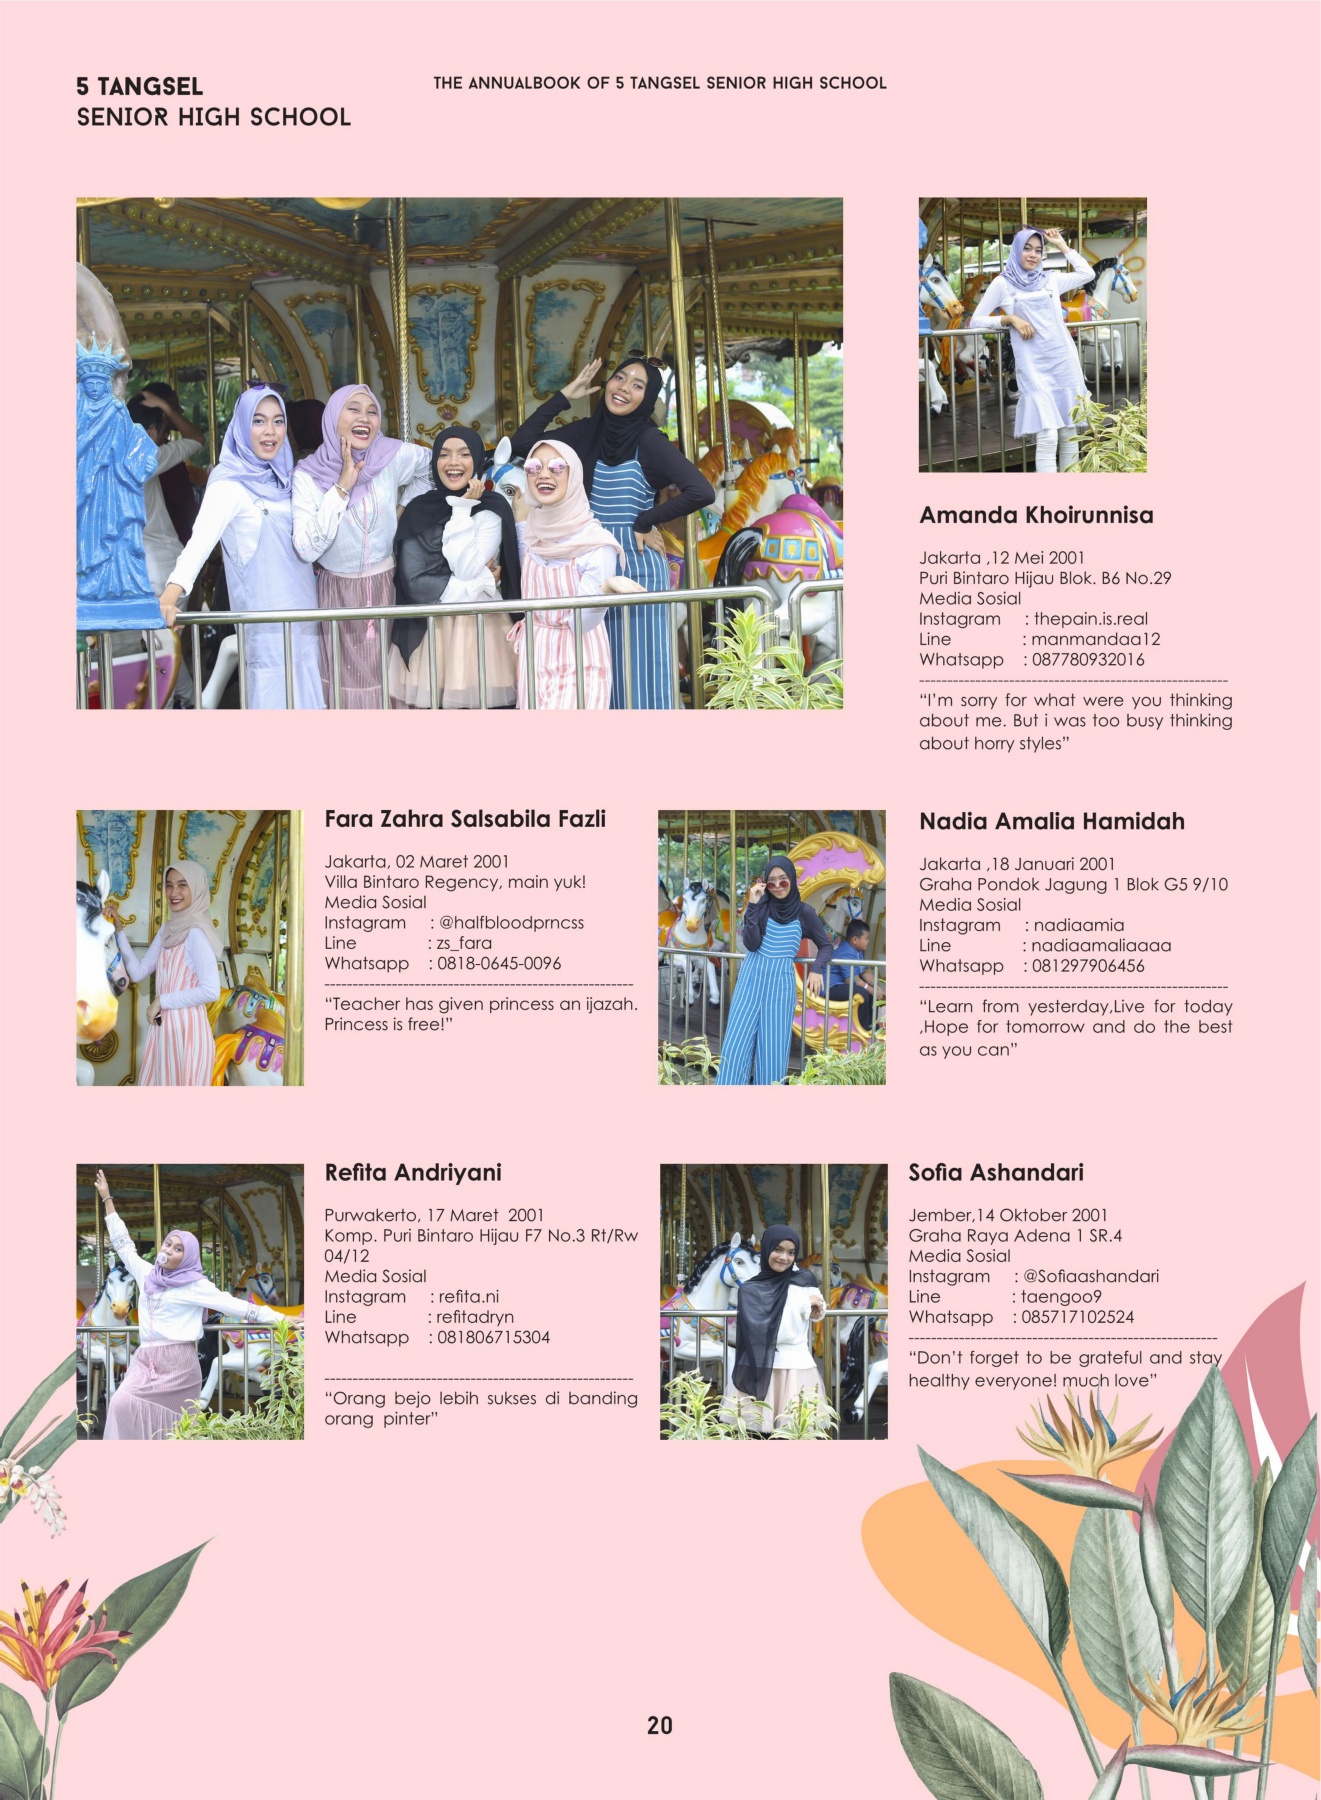 5 TANGSEL
SENIOR HIGH SCHOOL
THE ANNUALBOOK OF 5 TANGSEL SENIOR HIGH SCHOOL
Amanda Khoirunnisa
Jakarta ,12 Mei 2001
Puri Bintaro Hijau Blok. B6 No.29
Media Sosial
Instagram : thepain.is.real
Line : manmandaa12
Whatsapp : 087780932016
-------------------------------------------------------
“I’m sorry for what were you thinking
about me. But i was too busy thinking
about horry styles”
Fara Zahra Salsabila Fazli
Jakarta, 02 Maret 2001
Villa Bintaro Regency, main yuk!
Media Sosial
Instagram : @halfbloodprncss
Line : zs_fara
Whatsapp : 0818-0645-0096
-------------------------------------------------------
“Teacher has given princess an ijazah.
Princess is free!”
Nadia Amalia Hamidah
Jakarta ,18 Januari 2001
Graha Pondok Jagung 1 Blok G5 9/10
Media Sosial
Instagram : nadiaamia
Line : nadiaamaliaaaa
Whatsapp : 081297906456
-------------------------------------------------------
“Learn from yesterday,Live for today
,Hope for tomorrow and do the best
as you can”
Refita Andriyani
Purwakerto, 17 Maret 2001
Komp. Puri Bintaro Hijau F7 No.3 Rt/Rw
04/12
Media Sosial
Instagram : refita.ni
Line : refitadryn
Whatsapp : 081806715304
-------------------------------------------------------
“Orang bejo lebih sukses di banding
orang pinter”
Sofia Ashandari
Jember,14 Oktober 2001
Graha Raya Adena 1 SR.4
Media Sosial
Instagram : @Sofiaashandari
Line : taengoo9
Whatsapp : 085717102524
-------------------------------------------------------
“Don’t forget to be grateful and stay
healthy everyone! much love”
20